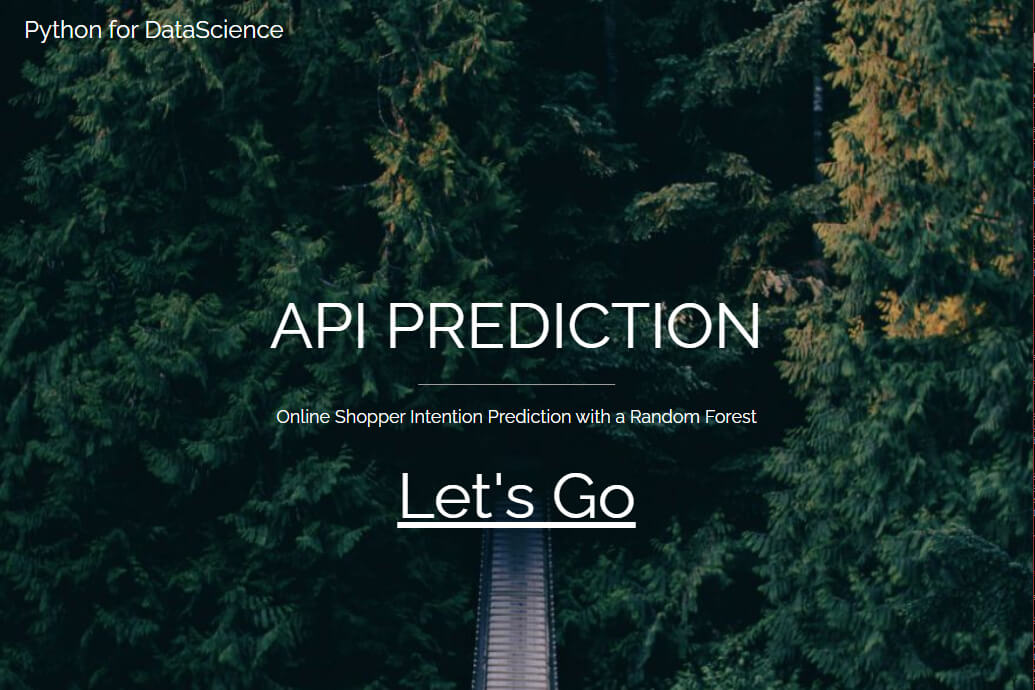 Python for DataScience
API PREDICTION
Online Shopper Intention Prediction with a Random Forest
Let's Go